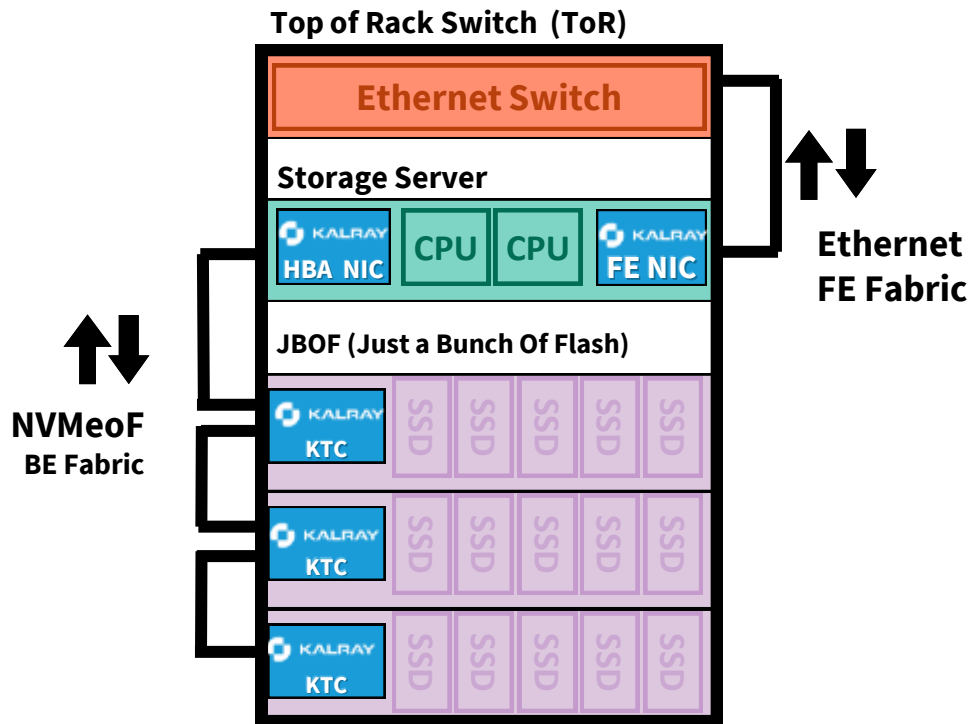 Top of Rack Switch (ToR)
Ethernet Switch
Storage Server
KALRAY
HBA NIC
CPU
CPU
KALRAY
FE NIC
Ethernet
FE Fabric
JBOF (Just a Bunch Of Flash)
NVMeoF
BE Fabric
KALRAY
KTC
SSD
SSD
SSD
SSD
SSD
KALRAY
KTC
SSD
SSD
SSD
SSD
SSD
KALRAY
KTC
SSD
SSD
SSD
SSD
SSD